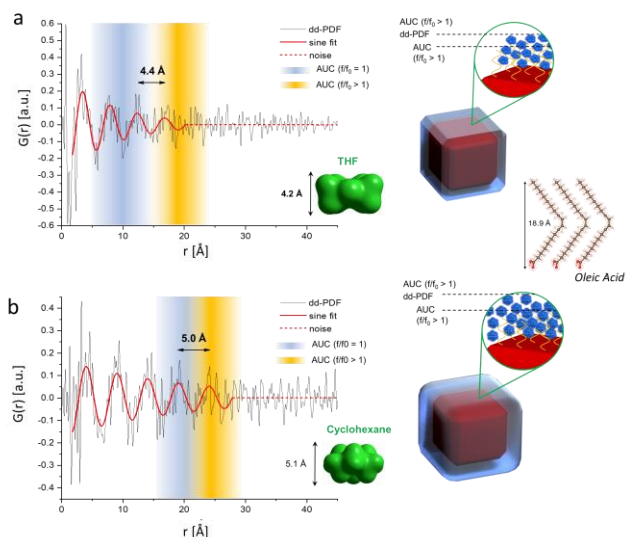 a
0.6
0.5
0.4
0.3
0.2
0.1
0.0
-0.1
-0.2
-0.3
-0.4
-0.5
-0.6
G(r) [a.u.]
0 10 20 30 40
r [Å]
4.4 Å
dd-PDF
sine fit
noise
AUC (f/f₀ = 1)
AUC (f/f₀ > 1)
THF
4.2 Å
AUC (f/f₀ > 1)
dd-PDF
AUC
(f/f₀ > 1)
18.9 Å
Oleic Acid
b
0.4
0.3
0.2
0.1
0.0
-0.1
-0.2
-0.3
-0.4
G(r) [a.u.]
0 10 20 30 40
r [Å]
5.0 Å
dd-PDF
sine fit
noise
AUC (f/f0 = 1)
AUC (f/f0 > 1)
Cyclohexane
5.1 Å
AUC (f/f₀ > 1)
dd-PDF
AUC
(f/f₀ > 1)